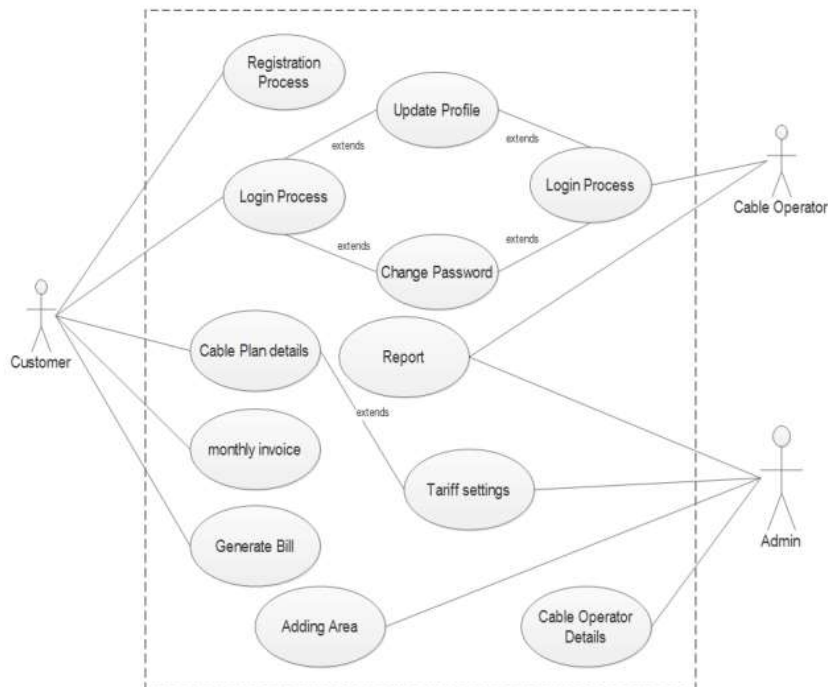 Registration
Process
Update Profile
extends
extends
Login Process
Login Process
Cable Operator
extends
extends
Change Password
Customer
Cable Plan details
Report
extends
monthly invoice
Tariff settings
Generate Bill
Admin
Adding Area
Cable Operator
Details